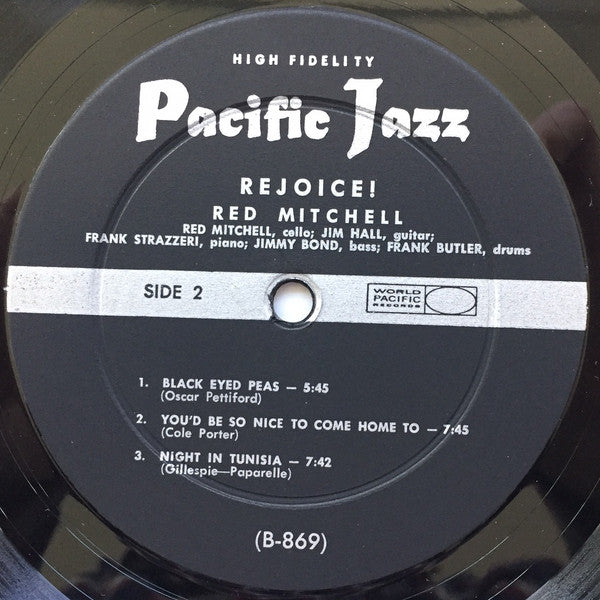 HIGH FIDELITY
Pacific Jazz
REJOICE!
RED MITCHELL
RED MITCHELL, cello; JIM HALL, guitar;
FRANK STRAZZERI, piano; JIMMY BOND, bass; FRANK BUTLER, drums
SIDE 2
WORLD
PACIFIC
RECORDS
1. BLACK EYED PEAS — 5:45
(Oscar Pettiford)
2. YOU'D BE SO NICE TO COME HOME TO — 7:45
(Cole Porter)
3. NIGHT IN TUNISIA — 7:42
(Gillespie—Paparelle)
(B-869)